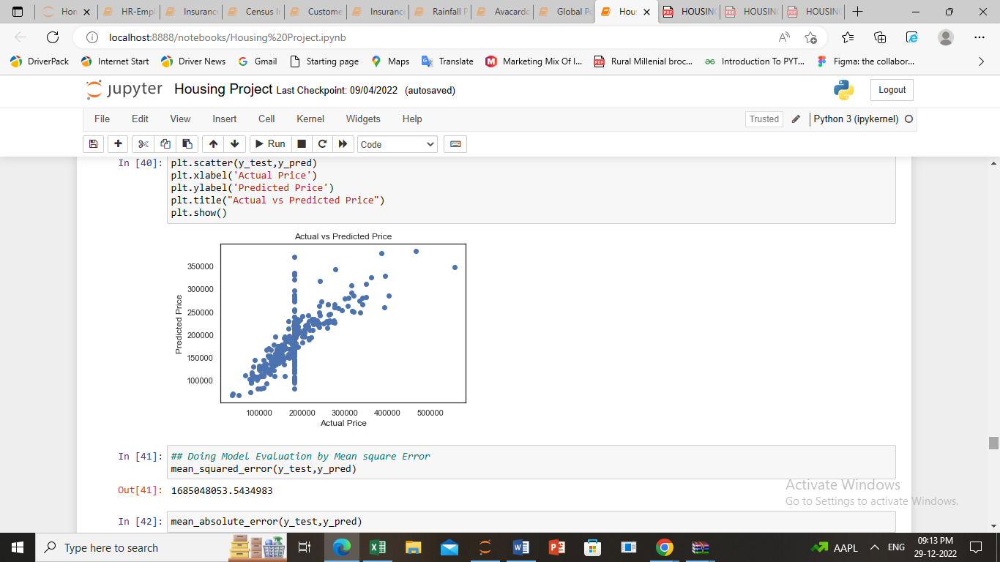 Hor
HR-Empl
Insuranc
Census In
Custome
Insuranc
Rainfall P
Avacardo
Global Po
Hous
HOUSING
HOUSING
HOUSING
localhost:8888/notebooks/Housing%20Project.ipynb
DriverPack
Internet Start
Driver News
Gmail
Starting page
Maps
Translate
Marketing Mix Of I...
Rural Millenial broc...
Introduction To PYT...
Figma: the collabor...
jupyter Housing Project Last Checkpoint: 09/04/2022 (autosaved)
Logout
File Edit View Insert Cell Kernel Widgets Help
Trusted
Python 3 (ipykernel)
Run
Code
In [40]: plt.scatter(y_test,y_pred)
plt.xlabel('Actual Price')
plt.ylabel('Predicted Price')
plt.title("Actual vs Predicted Price")
plt.show()
Actual vs Predicted Price
350000
300000
250000
200000
150000
100000
Predicted Price
100000 200000 300000 400000 500000
Actual Price
In [41]: ## Doing Model Evaluation by Mean square Error
mean_squared_error(y_test,y_pred)
Out[41]: 1685048053.5434983
Activate Windows
Go to Settings to activate Windows.
In [42]: mean_absolute_error(y_test,y_pred)
Type here to search
AAPL
ENG
09:13 PM
29-12-2022